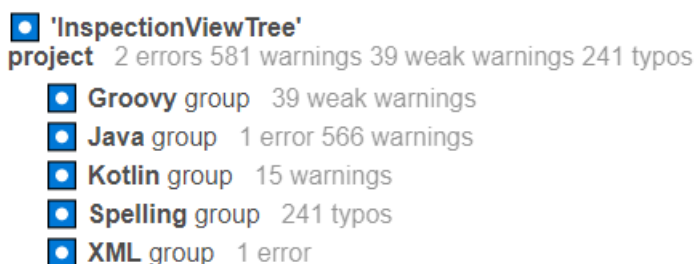 'InspectionViewTree'
project 2 errors 581 warnings 39 weak warnings 241 typos
Groovy group 39 weak warnings
Java group 1 error 566 warnings
Kotlin group 15 warnings
Spelling group 241 typos
XML group 1 error